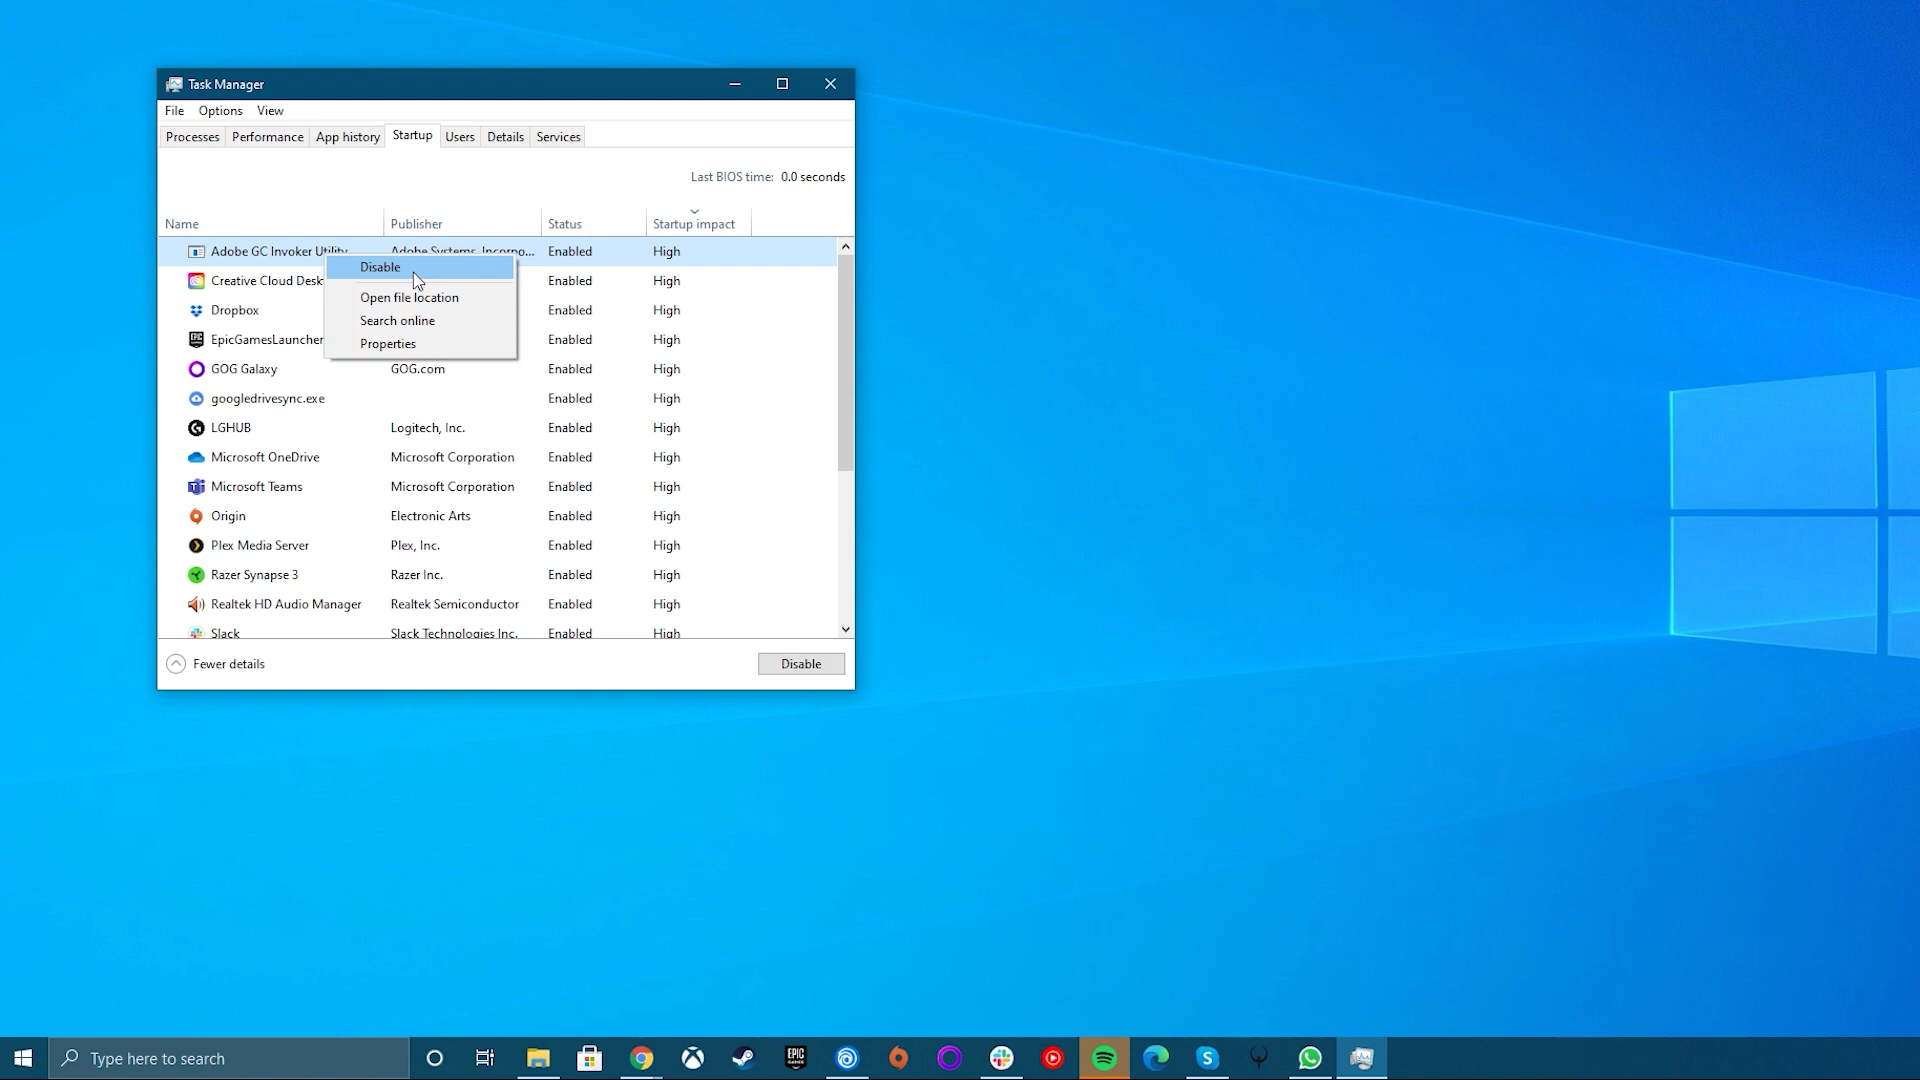 Task Manager
File Options View
Processes Performance App history Startup Users Details Services
Last BIOS time: 0.0 seconds
Name Publisher Status Startup impact
Adobe GC Invoker Utility Adobe Systems, Incorpo... Enabled High
Disable
Creative Cloud Desk Enabled High
Open file location
Dropbox Enabled High
Search online
EpicGamesLauncher Enabled High
Properties
GOG Galaxy GOG.com Enabled High
googledrivesync.exe Enabled High
LGHUB Logitech, Inc. Enabled High
Microsoft OneDrive Microsoft Corporation Enabled High
Microsoft Teams Microsoft Corporation Enabled High
Origin Electronic Arts Enabled High
Plex Media Server Plex, Inc. Enabled High
Razer Synapse 3 Razer Inc. Enabled High
Realtek HD Audio Manager Realtek Semiconductor Enabled High
Slack Slack Technologies Inc. Enabled High
Fewer details Disable
Type here to search
EPIC GAMES